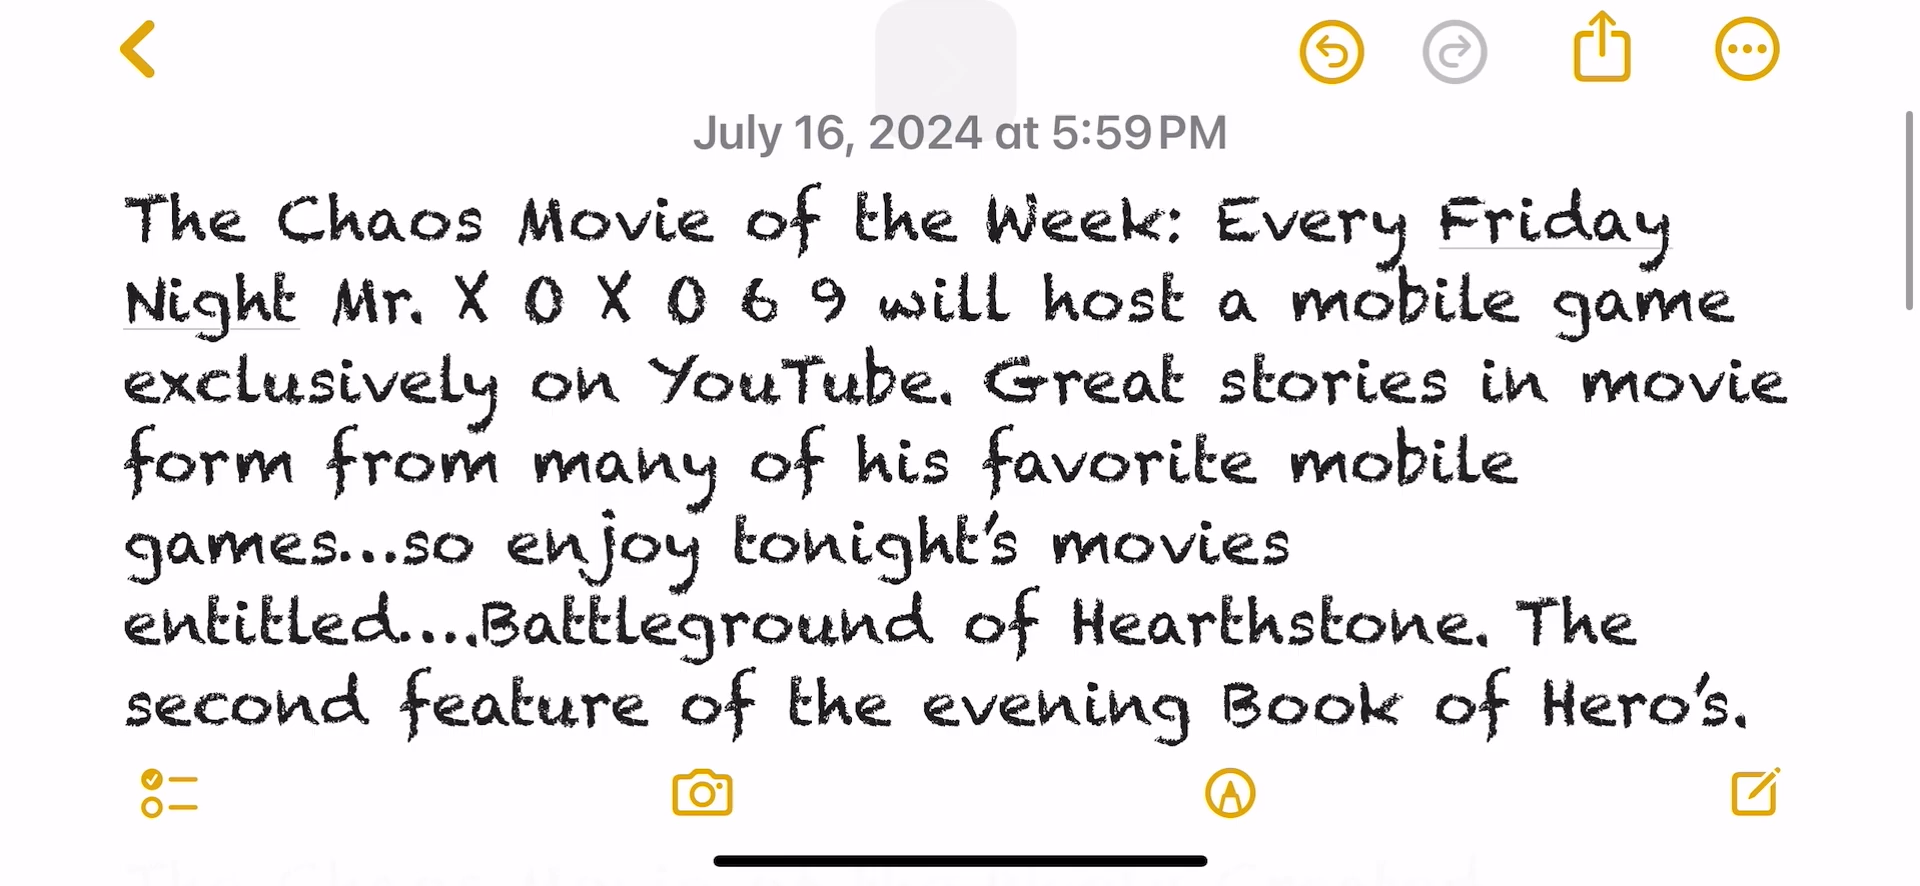 July 16, 2024 at 5:59 PM
The Chaos Movie of the Week: Every Friday
Night Mr. X O X O 6 9 will host a mobile game
exclusively on YouTube. Great stories in movie
form from many of his favorite mobile
games...so enjoy tonight's movies
entitled....Battleground of Hearthstone. The
second feature of the evening Book of Hero's.